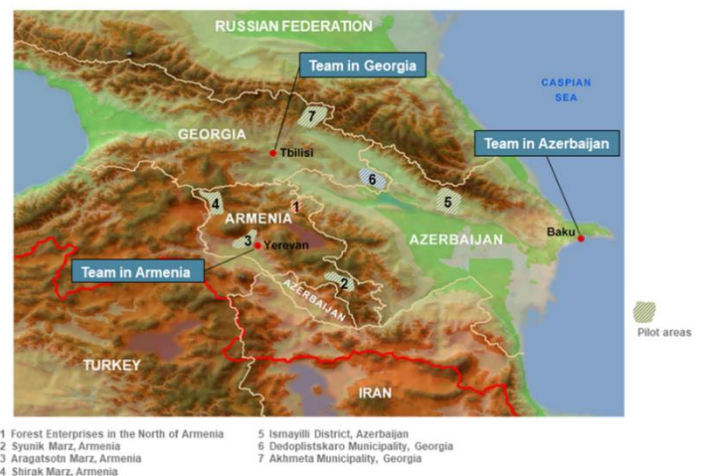 RUSSIAN FEDERATION
Team in Georgia
CASPIAN
SEA
7
GEORGIA
Team in Azerbaijan
Tbilisi
6
5
4
1
ARMENIA
Baku
AZERBAIJAN
3
Yerevan
Team in Armenia
2
AZERBAIJAN
Pilot areas
TURKEY
IRAN
1 Forest Enterprises in the North of Armenia
2 Syunik Marz, Armenia
3 Aragatsotn Marz, Armenia
4 Shirak Marz, Armenia
5 Ismayilli District, Azerbaijan
6 Dedoplistskaro Municipality, Georgia
7 Akhmeta Municipality, Georgia